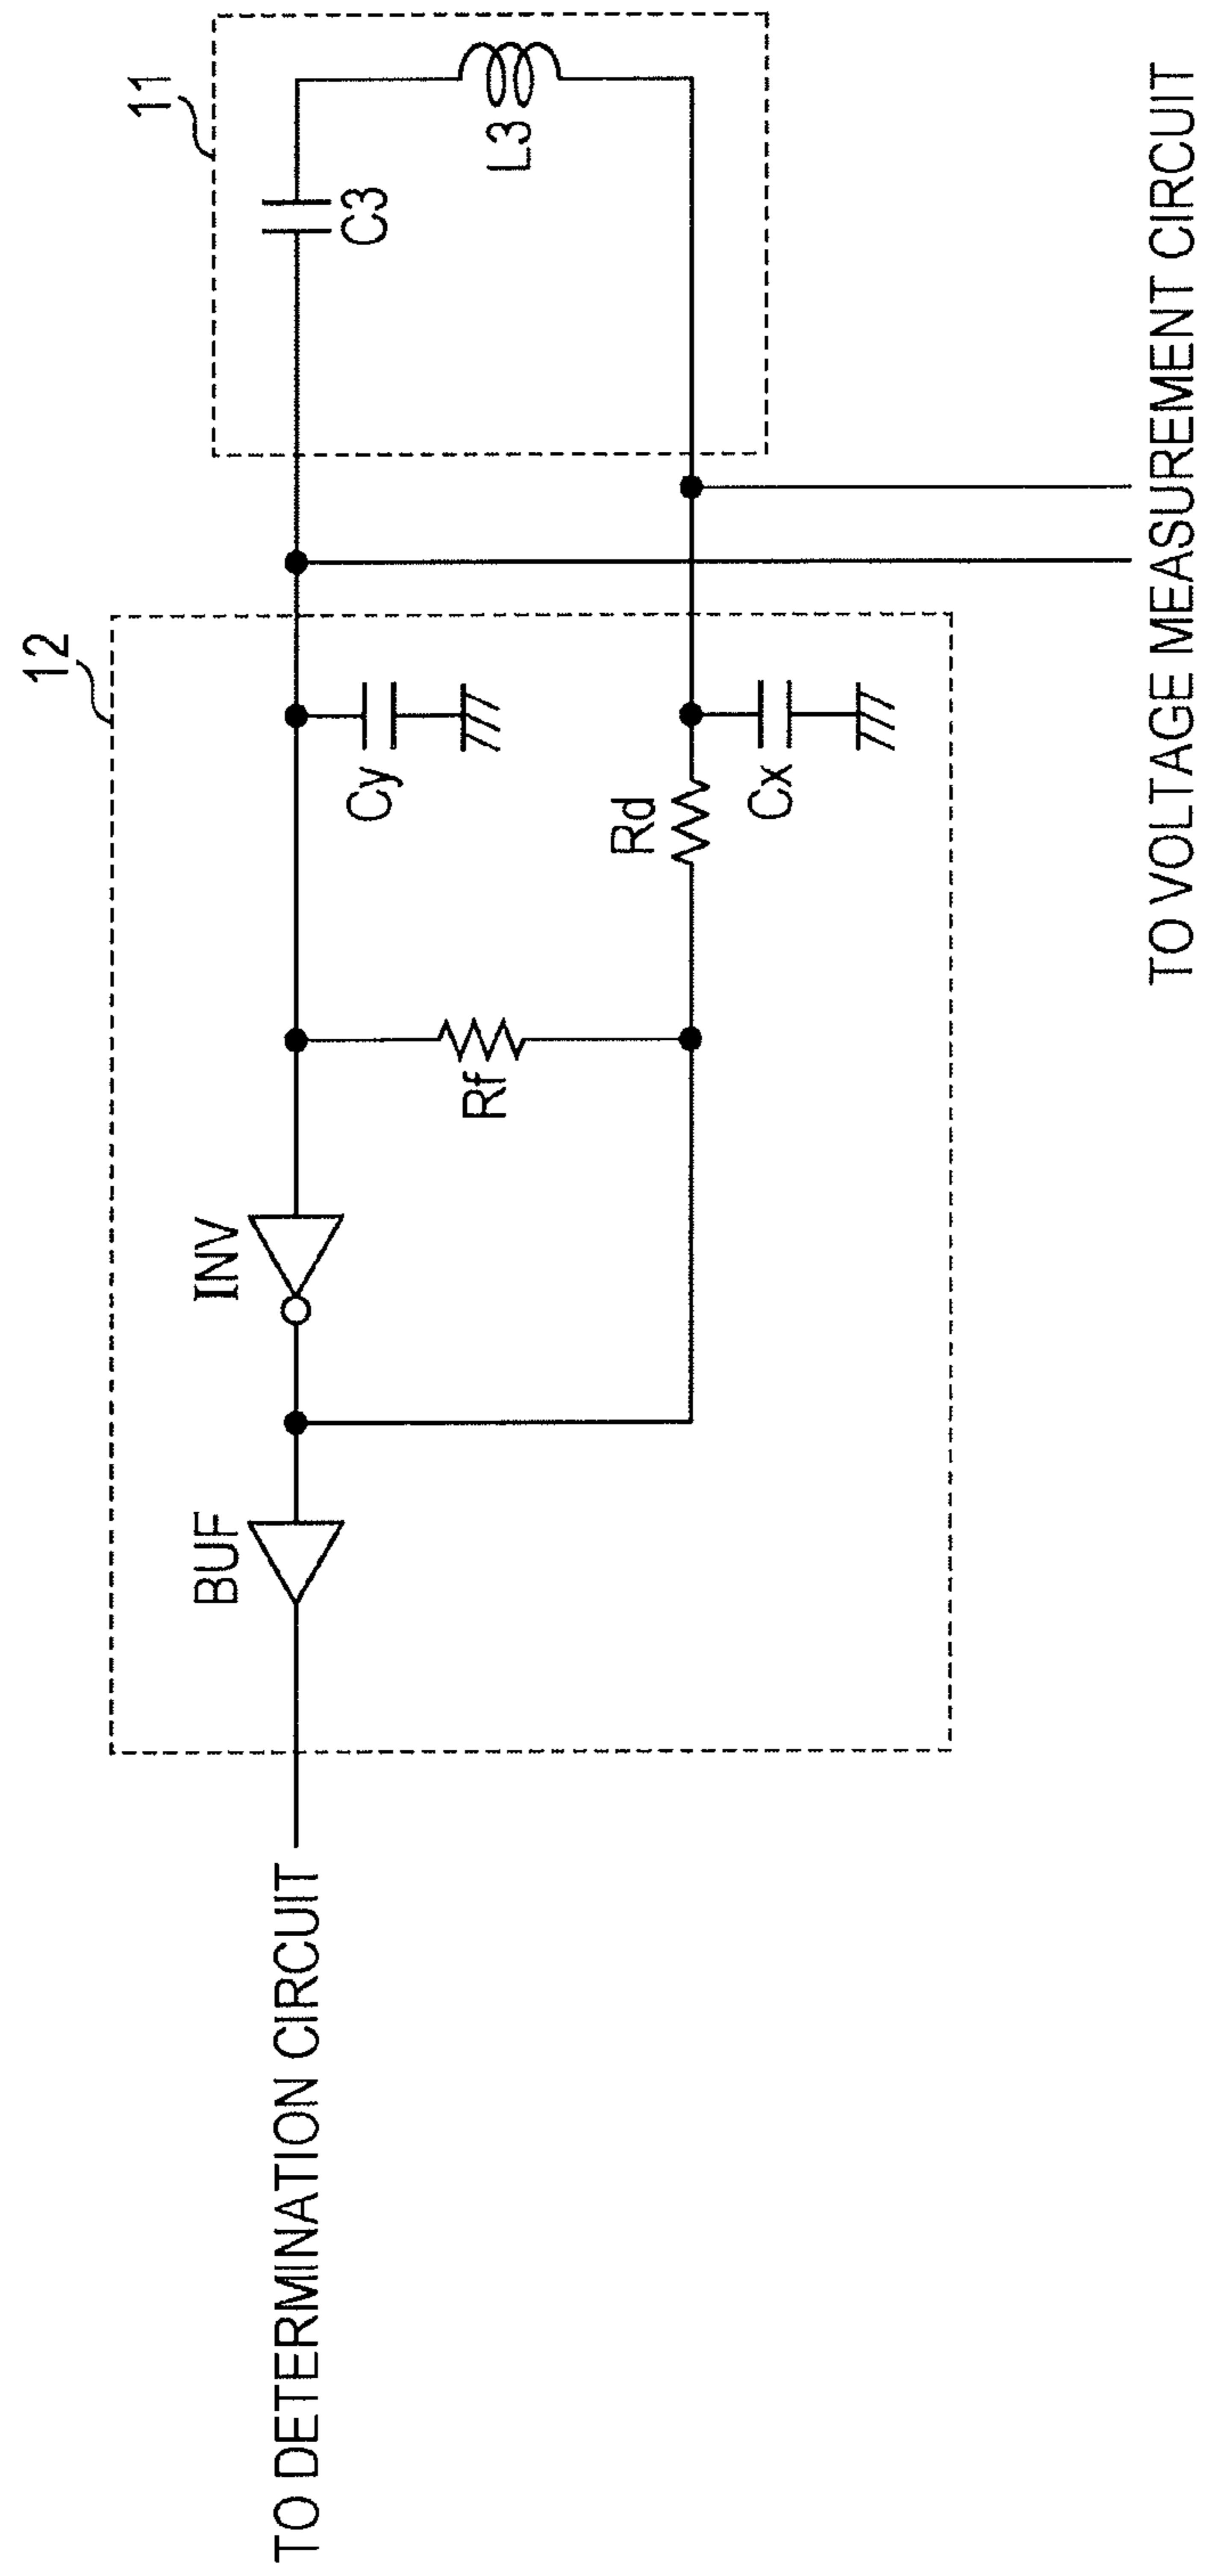 11
C3
L3
12
Cy
Rd
Cx
Rf
INV
BUF
TO VOLTAGE MEASUREMENT CIRCUIT
TO DETERMINATION CIRCUIT